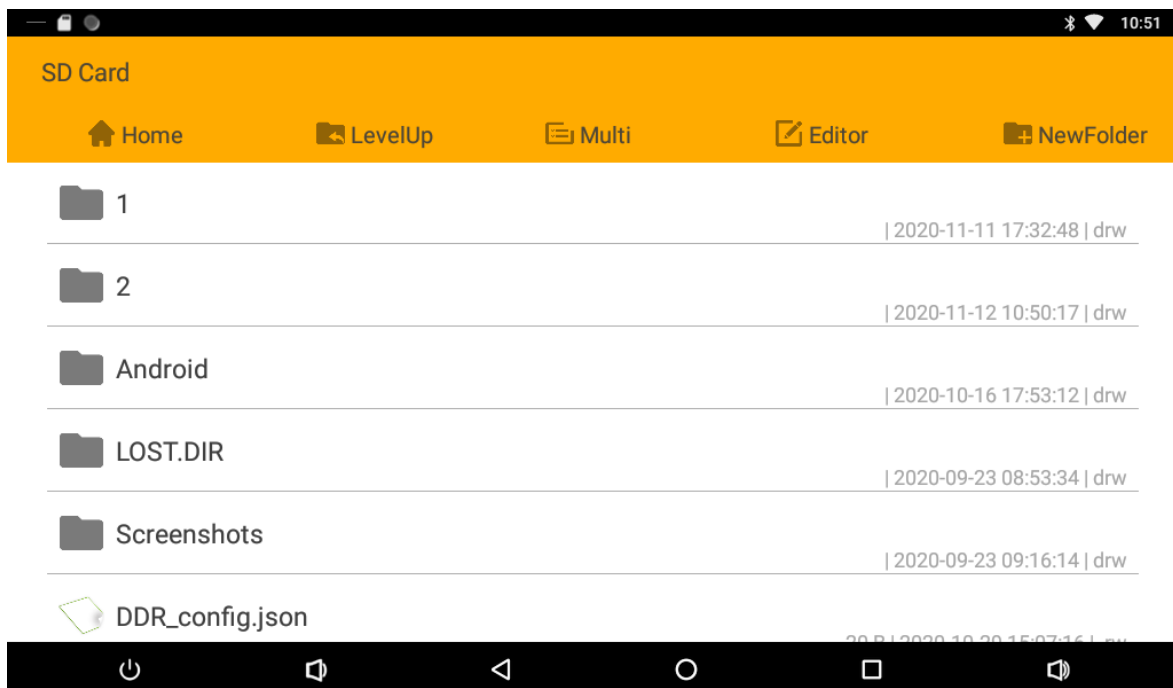 10:51
SD Card
Home LevelUp Multi Editor NewFolder
1
| 2020-11-11 17:32:48 | drw
2
| 2020-11-12 10:50:17 | drw
Android
| 2020-10-16 17:53:12 | drw
LOST.DIR
| 2020-09-23 08:53:34 | drw
Screenshots
| 2020-09-23 09:16:14 | drw
DDR_config.json